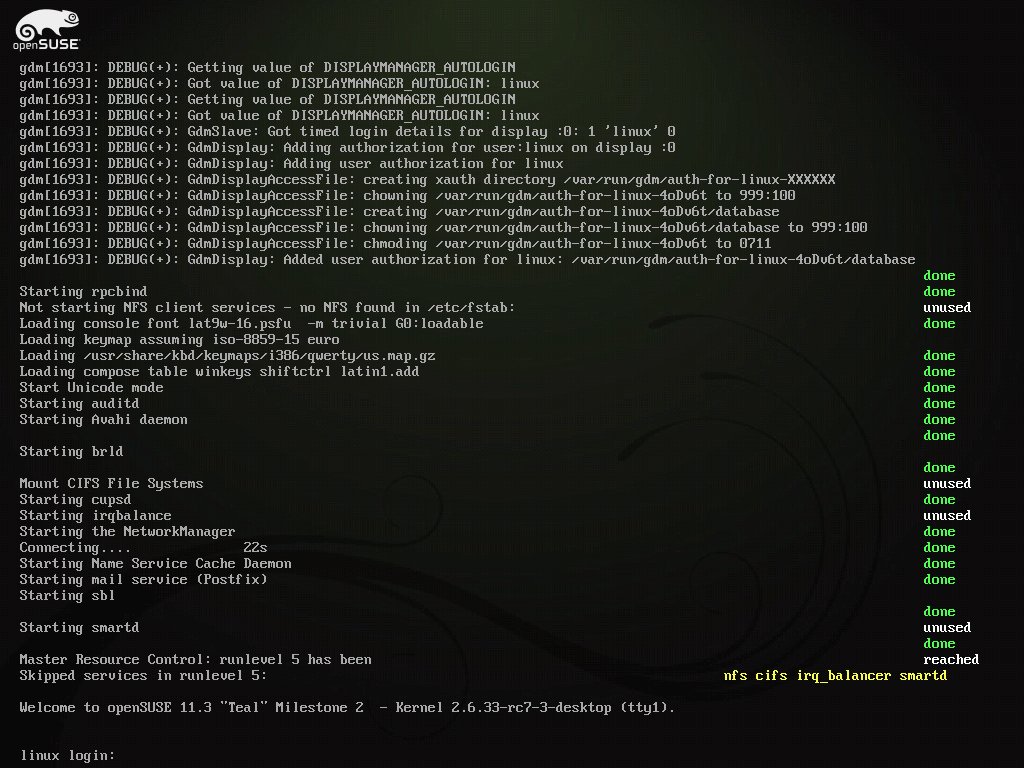 openSUSE
gdm[1693]: DEBUG(+): Getting value of DISPLAYMANAGER_AUTOLOGIN
gdm[1693]: DEBUG(+): Got value of DISPLAYMANAGER_AUTOLOGIN: linux
gdm[1693]: DEBUG(+): Getting value of DISPLAYMANAGER_AUTOLOGIN
gdm[1693]: DEBUG(+): Got value of DISPLAYMANAGER_AUTOLOGIN: linux
gdm[1693]: DEBUG(+): GdmSlave: Got timed login details for display :0: 1 'linux' 0
gdm[1693]: DEBUG(+): GdmDisplay: Adding authorization for user:linux on display :0
gdm[1693]: DEBUG(+): GdmDisplay: Adding user authorization for linux
gdm[1693]: DEBUG(+): GdmDisplayAccessFile: creating xauth directory /var/run/gdm/auth-for-linux-XXXXXX
gdm[1693]: DEBUG(+): GdmDisplayAccessFile: chowning /var/run/gdm/auth-for-linux-4oDv6t to 999:100
gdm[1693]: DEBUG(+): GdmDisplayAccessFile: creating /var/run/gdm/auth-for-linux-4oDv6t/database
gdm[1693]: DEBUG(+): GdmDisplayAccessFile: chowning /var/run/gdm/auth-for-linux-4oDv6t/database to 999:100
gdm[1693]: DEBUG(+): GdmDisplayAccessFile: chmoding /var/run/gdm/auth-for-linux-4oDv6t to 0711
gdm[1693]: DEBUG(+): GdmDisplay: Added user authorization for linux: /var/run/gdm/auth-for-linux-4oDv6t/database
done
Starting rpcbind done
Not starting NFS client services - no NFS found in /etc/fstab: unused
Loading console font lat9w-16.psfu  -m trivial G0:loadable done
Loading keymap assuming iso-8859-15 euro
Loading /usr/share/kbd/keymaps/i386/qwerty/us.map.gz done
Loading compose table winkeys shiftctrl latin1.add done
Start Unicode mode done
Starting auditd done
Starting Avahi daemon done
done
Starting brld
done
Mount CIFS File Systems unused
Starting cupsd done
Starting irqbalance unused
Starting the NetworkManager done
Connecting.... 22s done
Starting Name Service Cache Daemon done
Starting mail service (Postfix) done
Starting sbl
done
Starting smartd unused
done
Master Resource Control: runlevel 5 has been reached
Skipped services in runlevel 5: nfs cifs irq_balancer smartd
Welcome to openSUSE 11.3 "Teal" Milestone 2  - Kernel 2.6.33-rc7-3-desktop (tty1).
linux login: